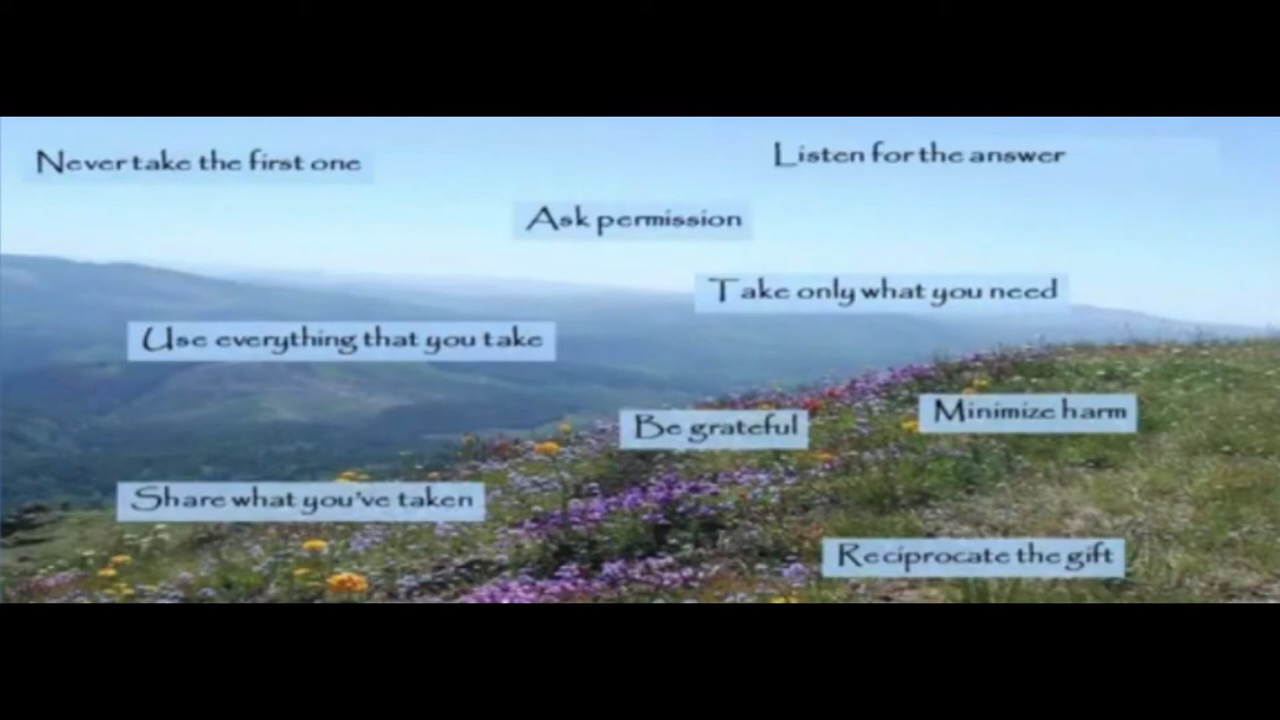 Never take the first one
Listen for the answer
Ask permission
Take only what you need
Use everything that you take
Be grateful
Minimize harm
Share what you've taken
Reciprocate the gift